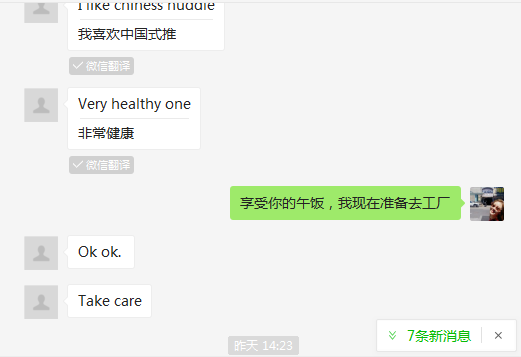 I like chiness huddle
我喜欢中国式推
微信翻译
Very healthy one
非常健康
微信翻译
享受你的午饭，我现在准备去工厂
Ok ok.
Take care
昨天 14:23
7条新消息